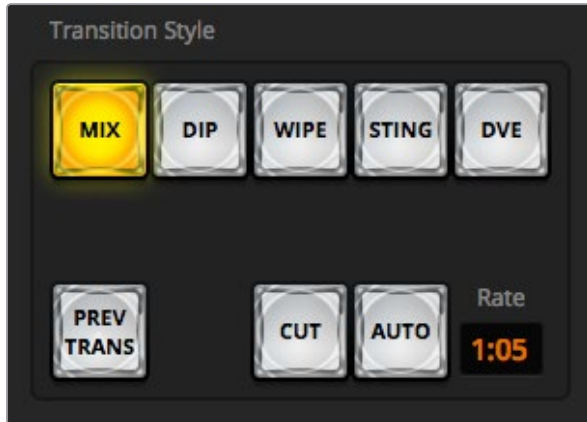 Transition Style
MIX DIP WIPE STING DVE
PREV
TRANS
CUT AUTO
Rate
1:05